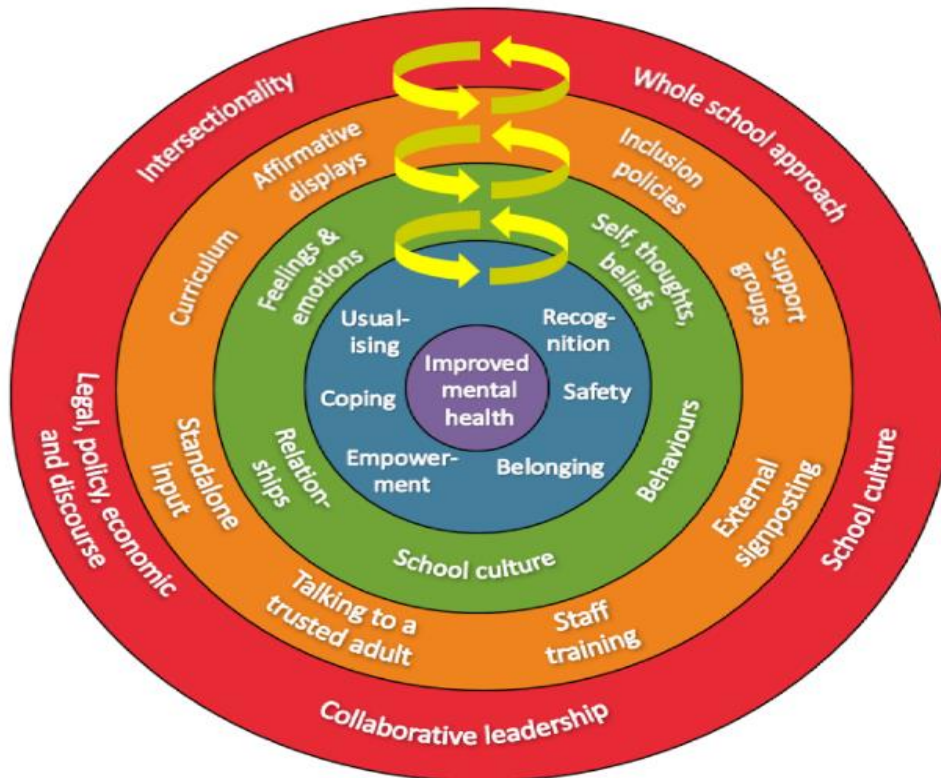 Intersectionality
Whole school approach
School culture
Collaborative leadership
Legal, policy, economic
and discourse
Affirmative
displays
Inclusion
policies
Support
groups
External
signposting
Staff
training
Talking to a
trusted adult
Standalone
input
Curriculum
Feelings &
emotions
Self, thoughts,
beliefs
Behaviours
School culture
Relation-
ships
Usual-
ising
Recog-
nition
Safety
Belonging
Empower-
ment
Coping
Improved
mental
health